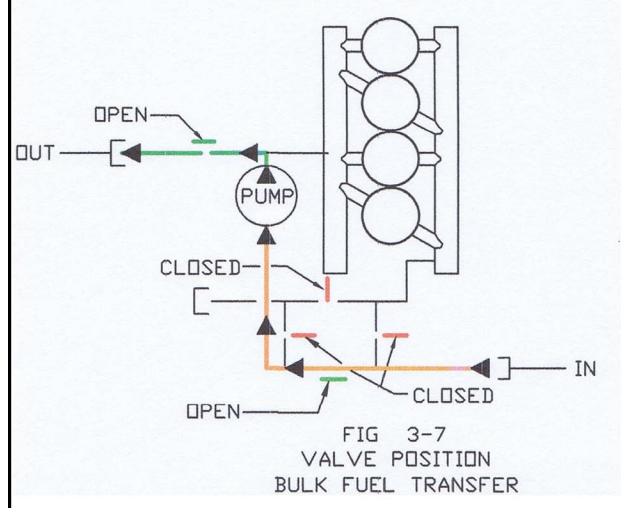 OPEN
OUT
PUMP
CLOSED
IN
CLOSED
OPEN
FIG 3-7
VALVE POSITION
BULK FUEL TRANSFER